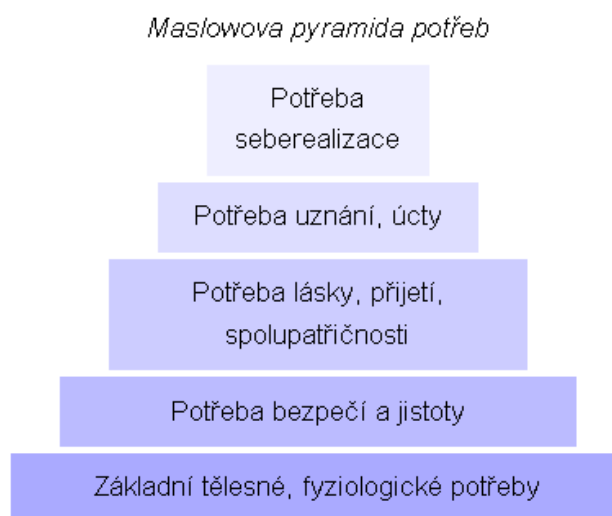 Maslowova pyramida potřeb
Potřeba
seberealizace
Potřeba uznání, úcty
Potřeba lásky, přijetí,
spolupatřičnosti
Potřeba bezpečí a jistoty
Základní tělesné, fyziologické potřeby